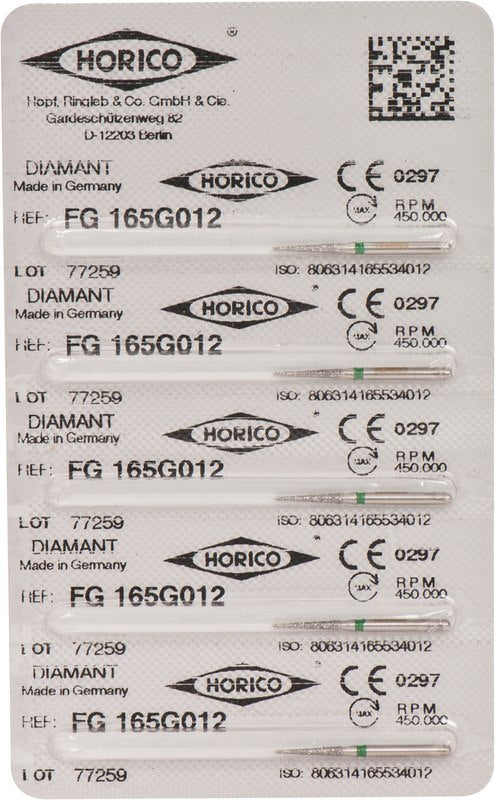 HORICO ®
Hopf, Ringleb & Co. GmbH & Cie.
Gardeschützenweg 82
D-12203 Berlin
DIAMANT
Made in Germany
HORICO ®
CE 0297
REF: FG 165G012
MAX RPM 450.000
LOT 77259
ISO: 806314165534012
DIAMANT
Made in Germany
HORICO ®
CE 0297
REF: FG 165G012
MAX RPM 450.000
LOT 77259
ISO: 806314165534012
DIAMANT
Made in Germany
HORICO ®
CE 0297
REF: FG 165G012
MAX RPM 450.000
LOT 77259
ISO: 806314165534012
DIAMANT
Made in Germany
HORICO ®
CE 0297
REF: FG 165G012
MAX RPM 450.000
LOT 77259
ISO: 806314165534012
DIAMANT
Made in Germany
HORICO ®
CE 0297
REF: FG 165G012
MAX RPM 450.000
LOT 77259
ISO: 806314165534012